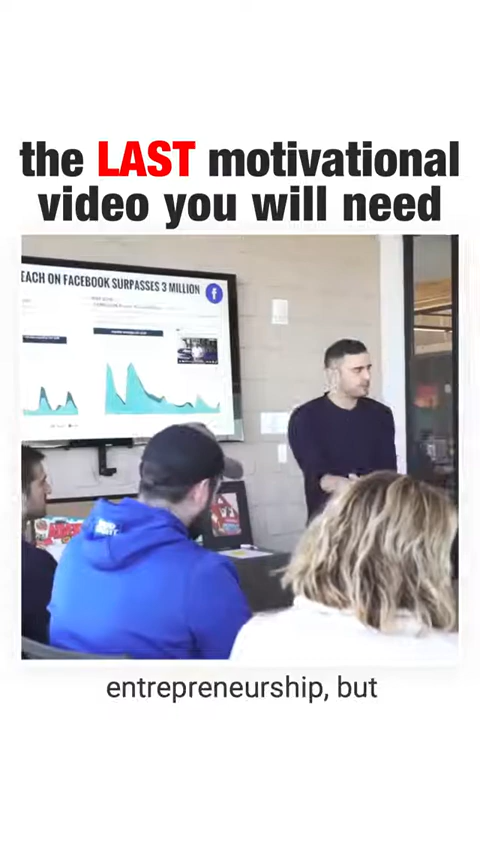 the LAST motivational
video you will need
EACH ON FACEBOOK SURPASSES 3 MILLION
f
entrepreneurship, but